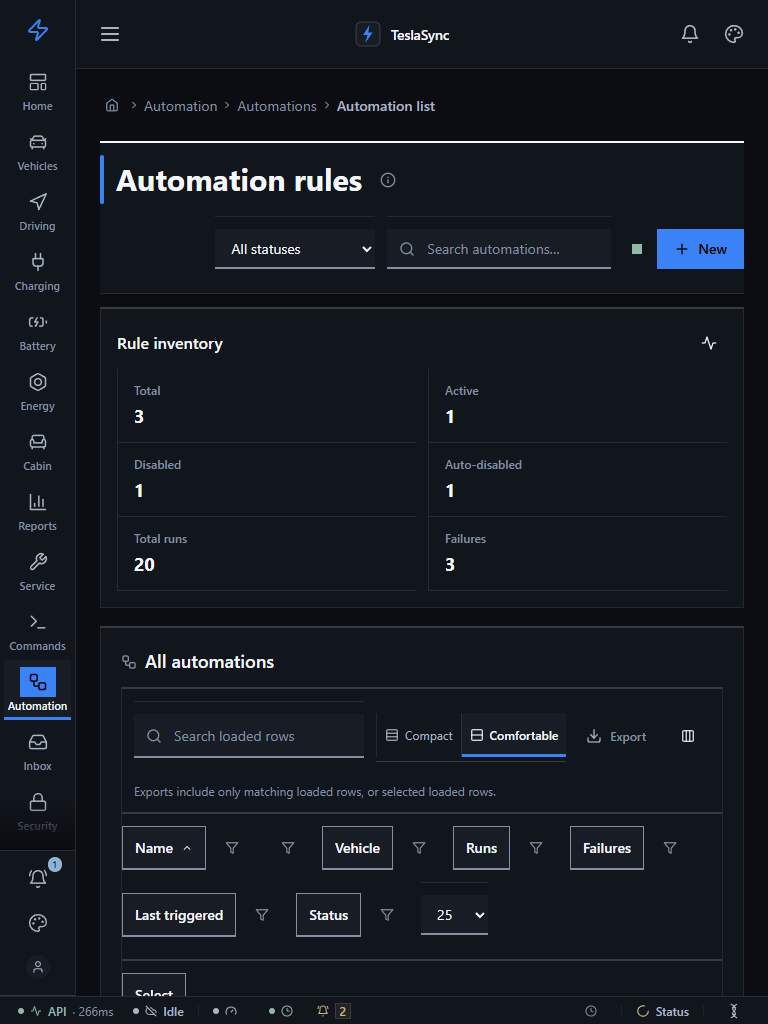 TeslaSync
Home
Vehicles
Driving
Charging
Battery
Energy
Cabin
Reports
Service
Commands
Automation
Inbox
Security
1
Automation Automations Automation list
Automation rules
All statuses
Search automations...
New
Rule inventory
Total
3
Active
1
Disabled
1
Auto-disabled
1
Total runs
20
Failures
3
All automations
Search loaded rows
Compact
Comfortable
Export
Exports include only matching loaded rows, or selected loaded rows.
Name
Vehicle
Runs
Failures
Last triggered
Status
25
Select
API · 266ms
Idle
2
Status